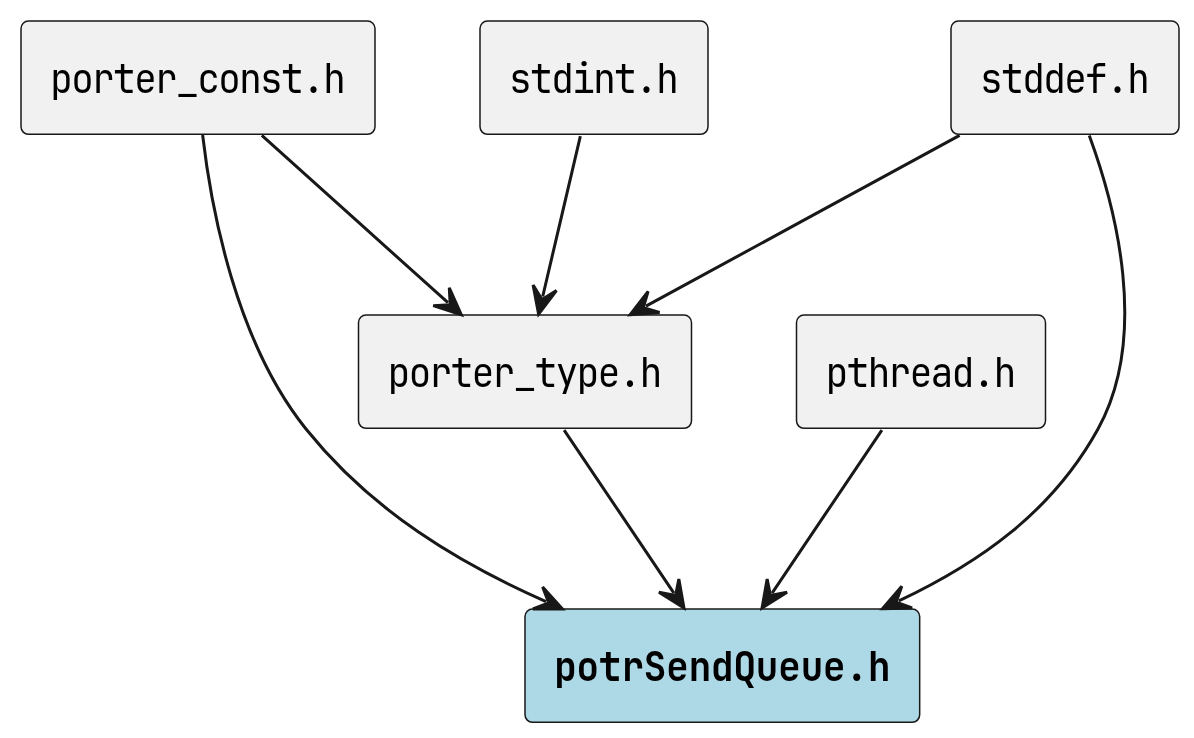 porter_const.h
stdint.h
stddef.h
porter_type.h
pthread.h
potrSendQueue.h